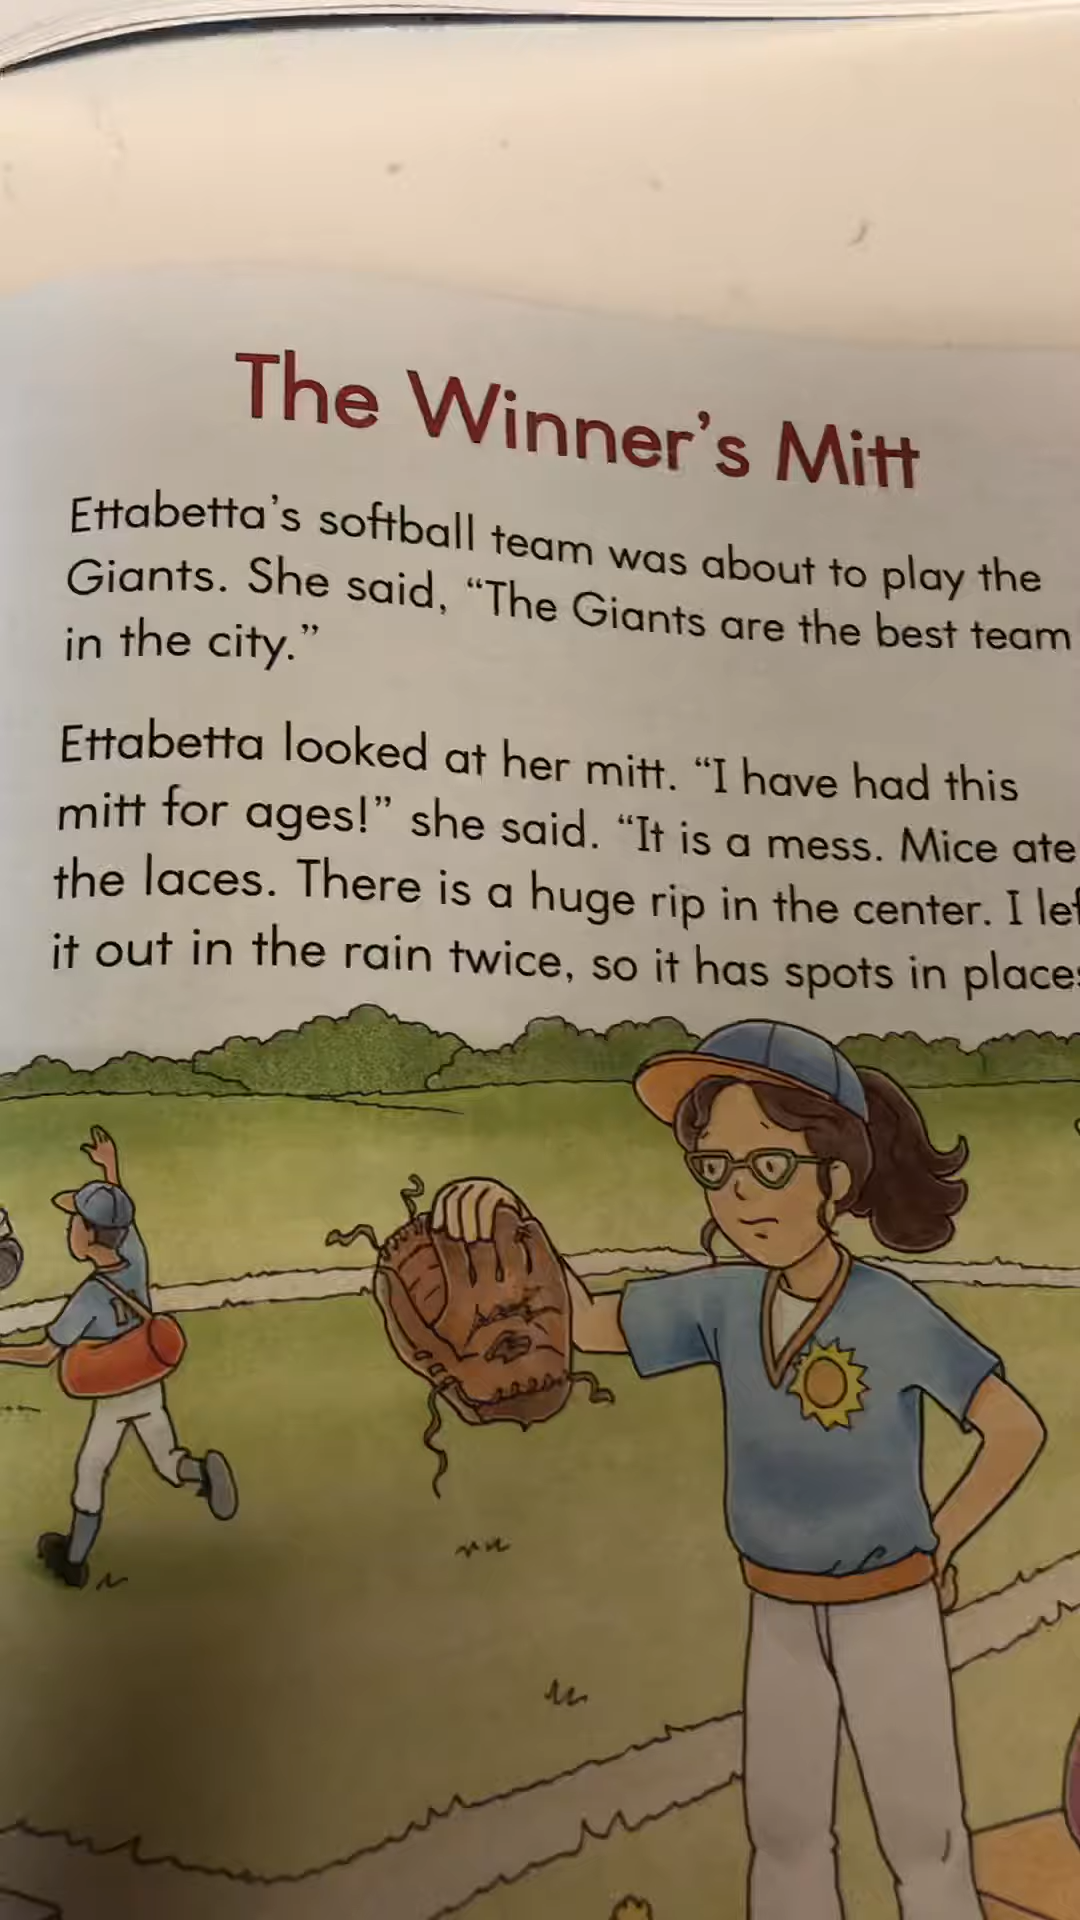 The Winner's Mitt
Ettabetta's softball team was about to play the
Giants. She said, “The Giants are the best team
in the city.”
Ettabetta looked at her mitt. “I have had this
mitt for ages!” she said. “It is a mess. Mice ate
the laces. There is a huge rip in the center. I
it out in the rain twice, so it has spots in